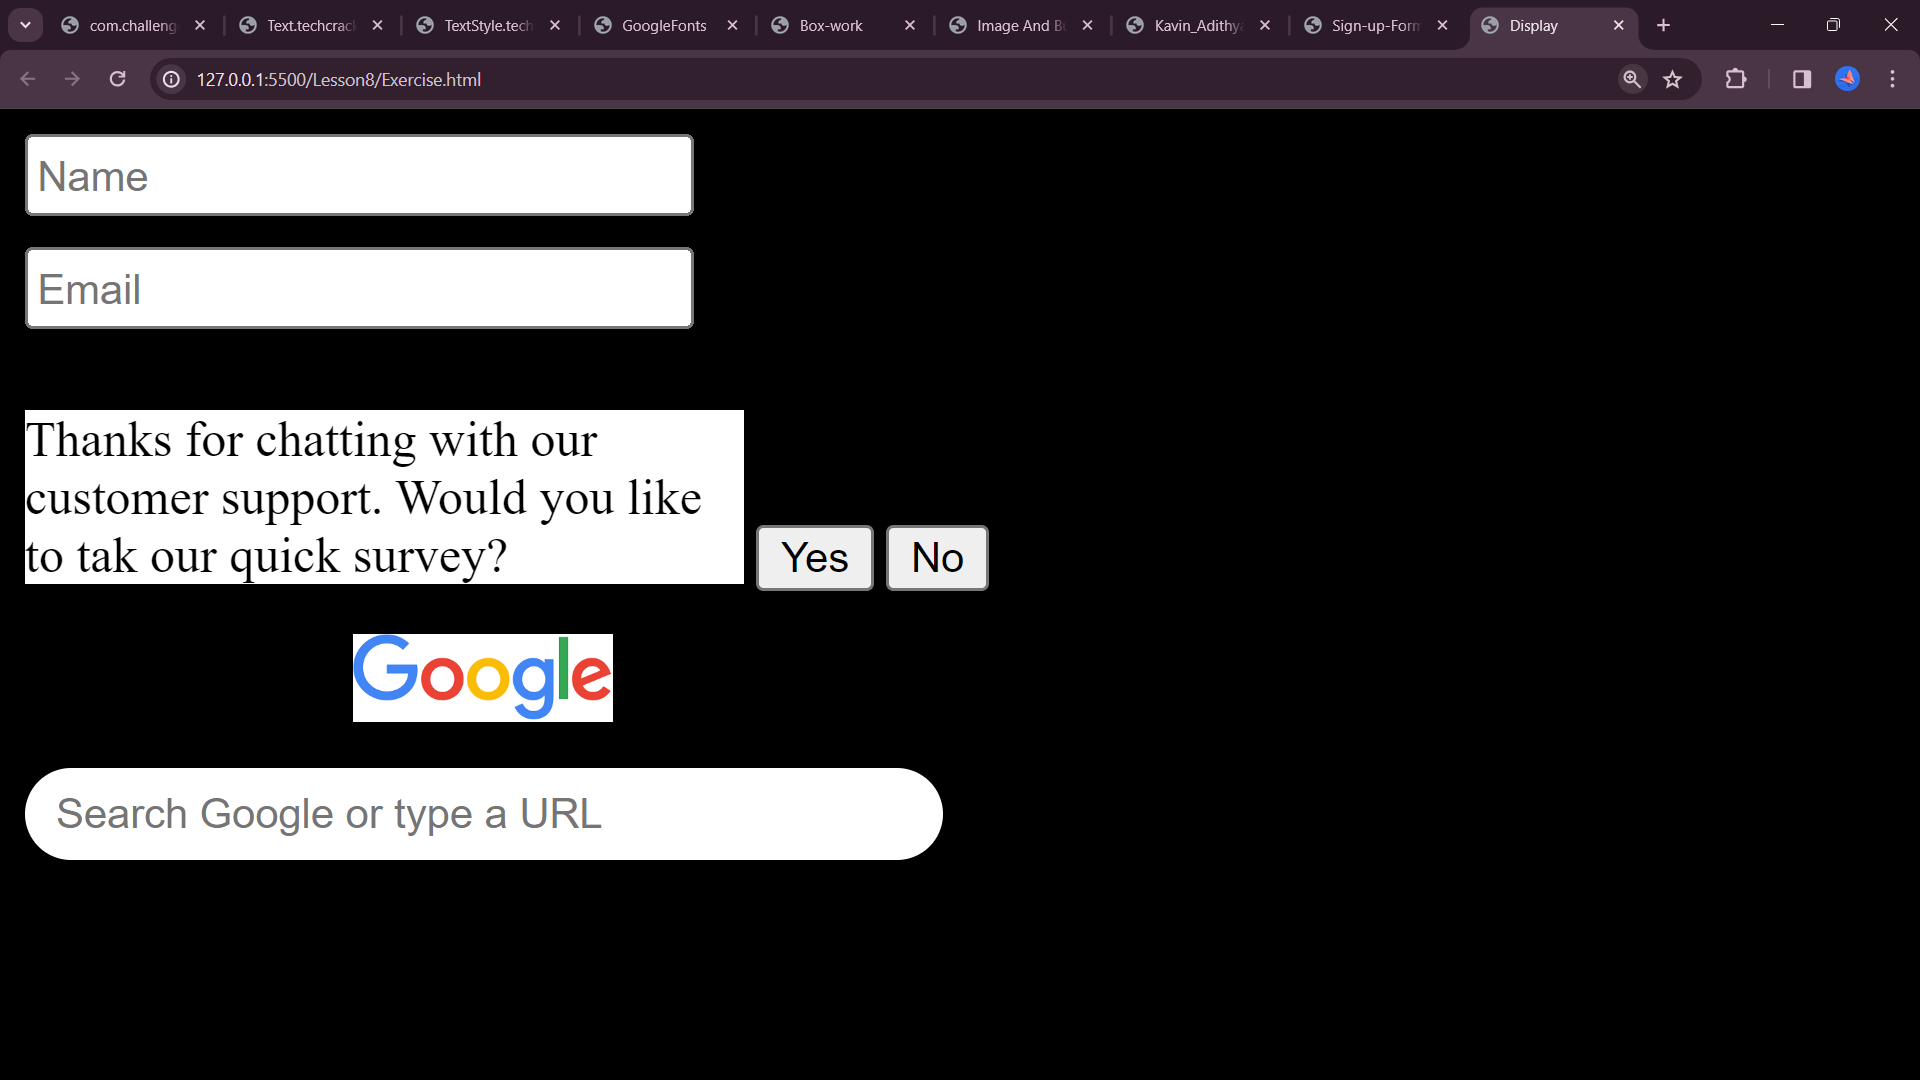 com.challeng
Text.techcrac
TextStyle.tech
GoogleFonts
Box-work
Image And B
Kavin_Adithy
Sign-up-Form
Display
127.0.0.1:5500/Lesson8/Exercise.html
Name
Email
Thanks for chatting with our
customer support. Would you like
to tak our quick survey?
Yes No
Google
Search Google or type a URL